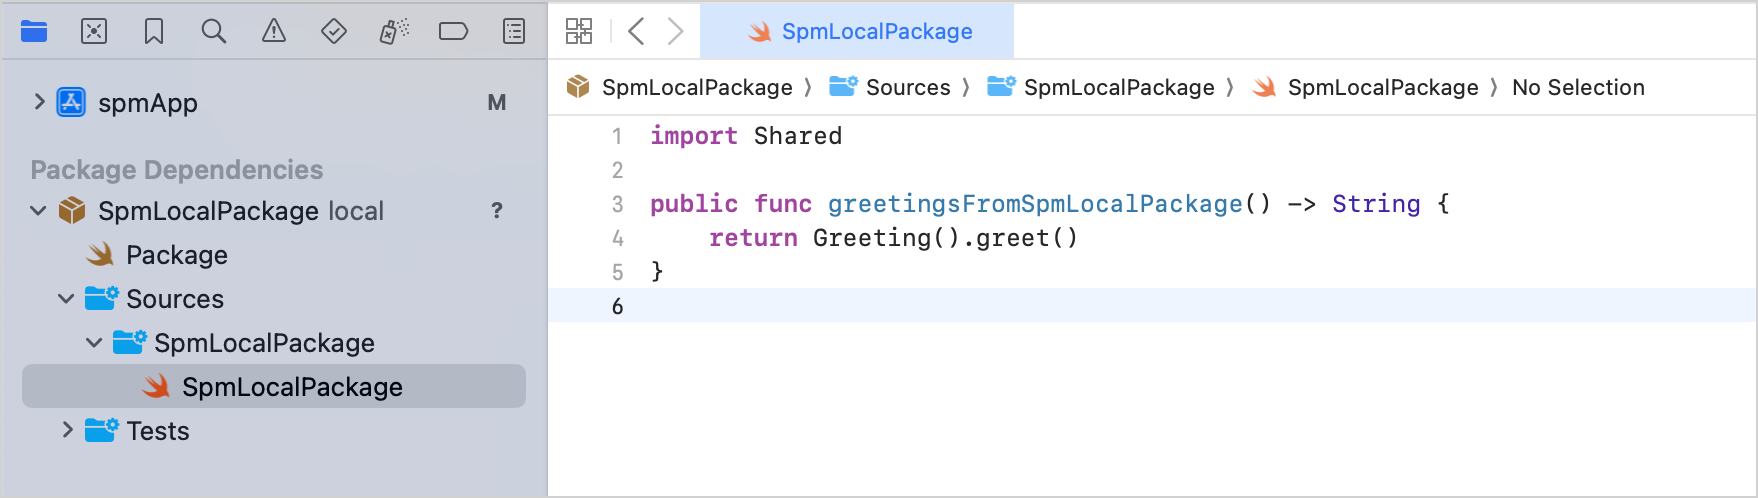 spmApp M
Package Dependencies
SpmLocalPackage local ?
Package
Sources
SpmLocalPackage
SpmLocalPackage
Tests
SpmLocalPackage
SpmLocalPackage 〉 Sources 〉 SpmLocalPackage 〉 SpmLocalPackage 〉 No Selection
1 import Shared
2
3 public func greetingsFromSpmLocalPackage() -> String {
4     return Greeting().greet()
5 }
6